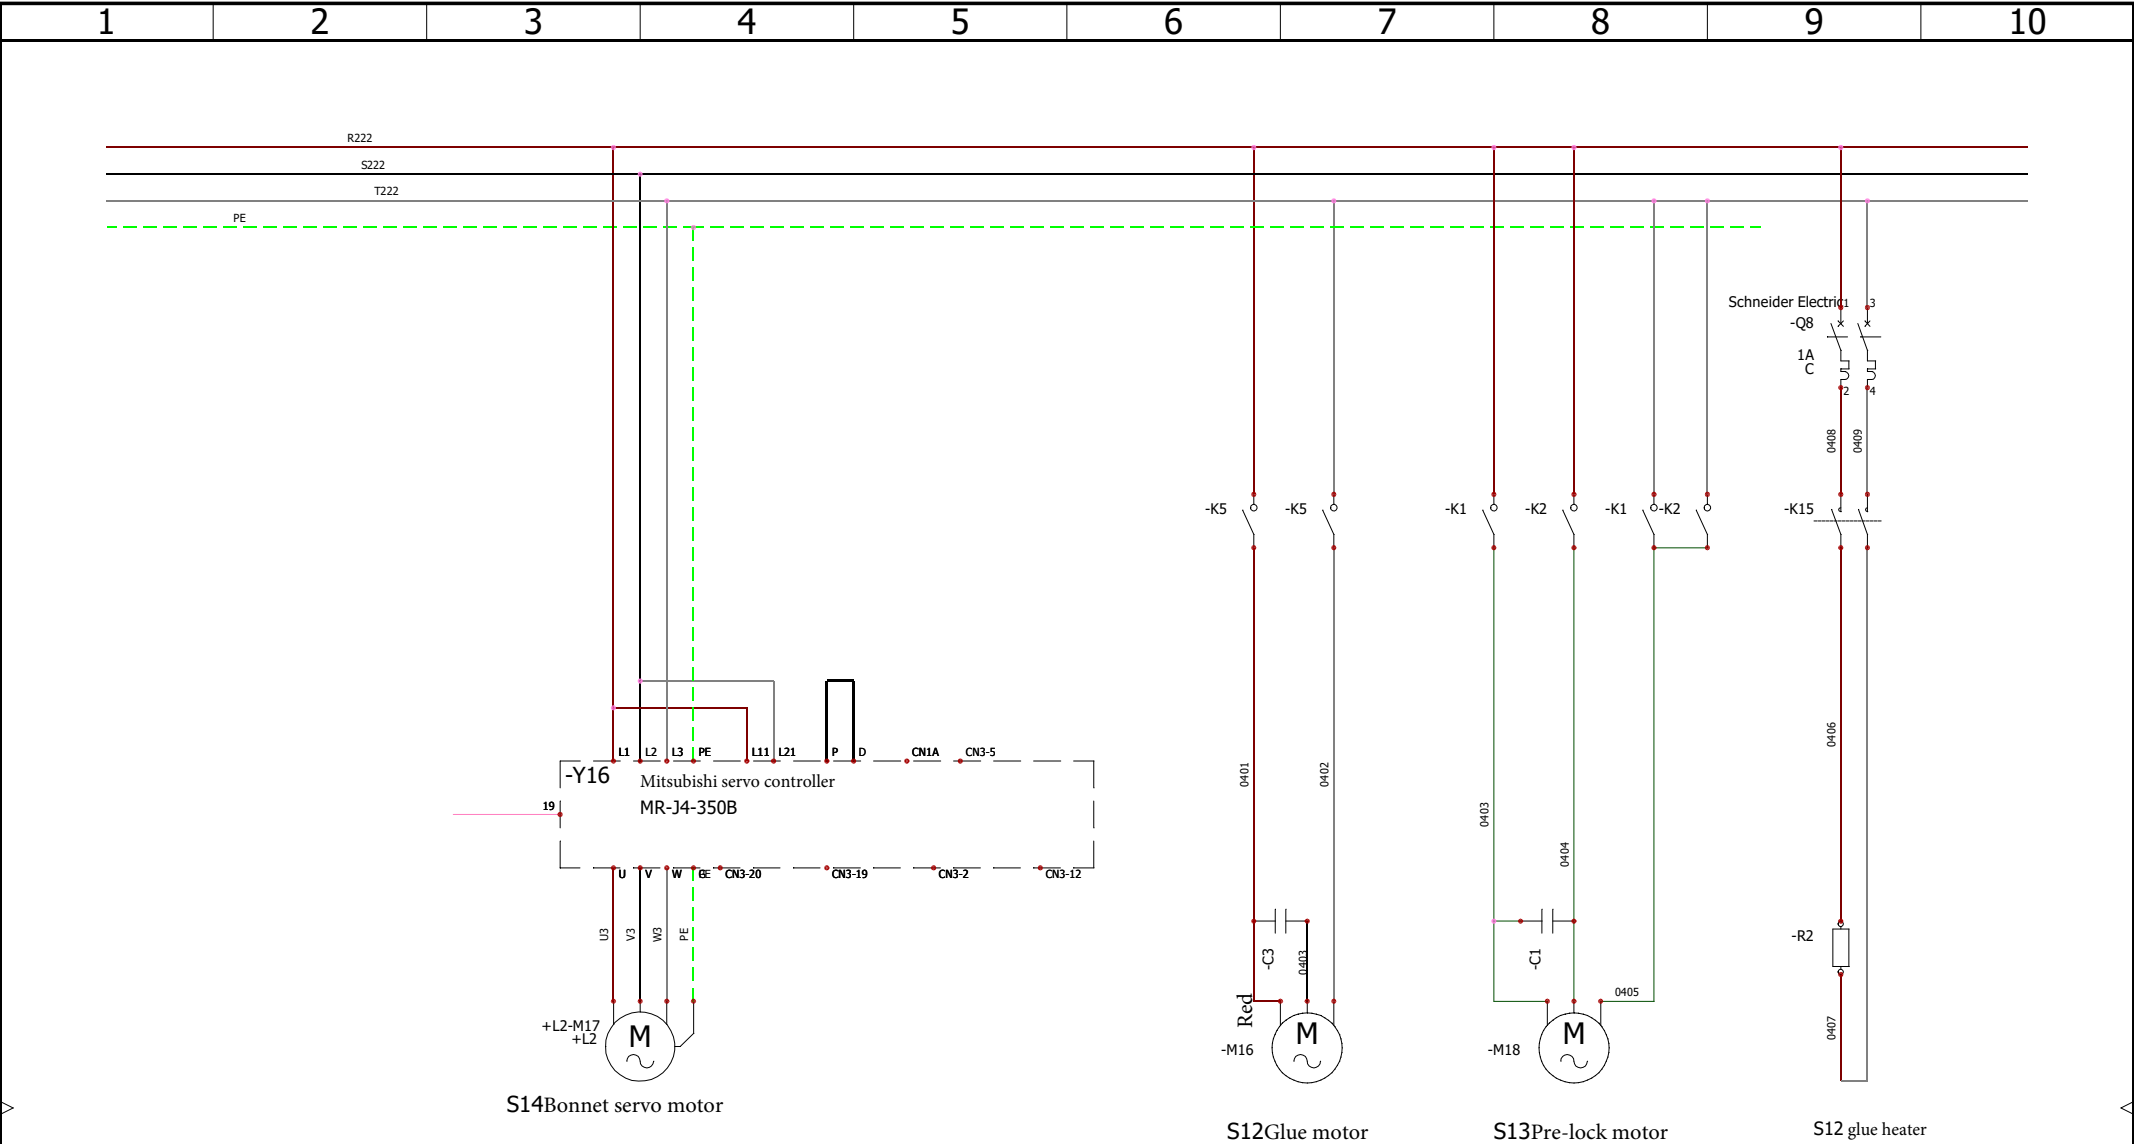 1 2 3 4 5 6 7 8 9 10
R222
S222
T222
PE
Schneider Electric 1 3
-Q8
1A
C
2 4
0408 0409
-K5 -K5 -K1 -K2 -K1 -K2 -K15
0406
L1 L2 L3 PE L11 L21 P D CN1A CN3-5
-Y16 Mitsubishi servo controller
MR-J4-350B
19
0401 0402 0403 0404
U V W CN3-20 CN3-19 CN3-2 CN3-12
U3 V3 W3 PE
-C3 0403 -C1 -R2
Red
0405
0407
+L2-M17
+L2
M
-M16
M
-M18
M
S14Bonnet servo motor
S12Glue motor
S13Pre-lock motor
S12 glue heater